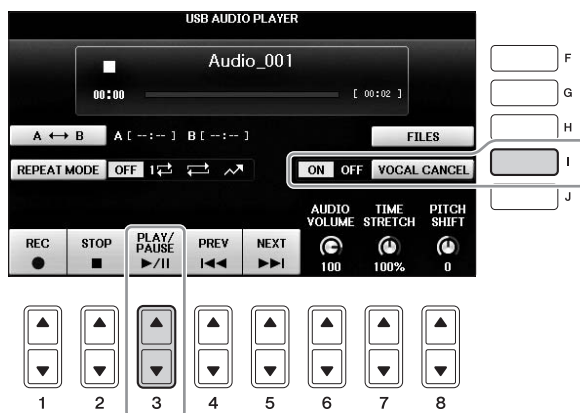 USB AUDIO PLAYER
Audio_001
00:00 [ 00:02 ]
A ↔ B A [ --:-- ] B [ --:-- ] FILES
REPEAT MODE OFF 1 ON OFF VOCAL CANCEL
AUDIO VOLUME TIME STRETCH PITCH SHIFT
100 100% 0
REC STOP PLAY/PAUSE PREV NEXT
F
G
H
I
J
1 2 3 4 5 6 7 8